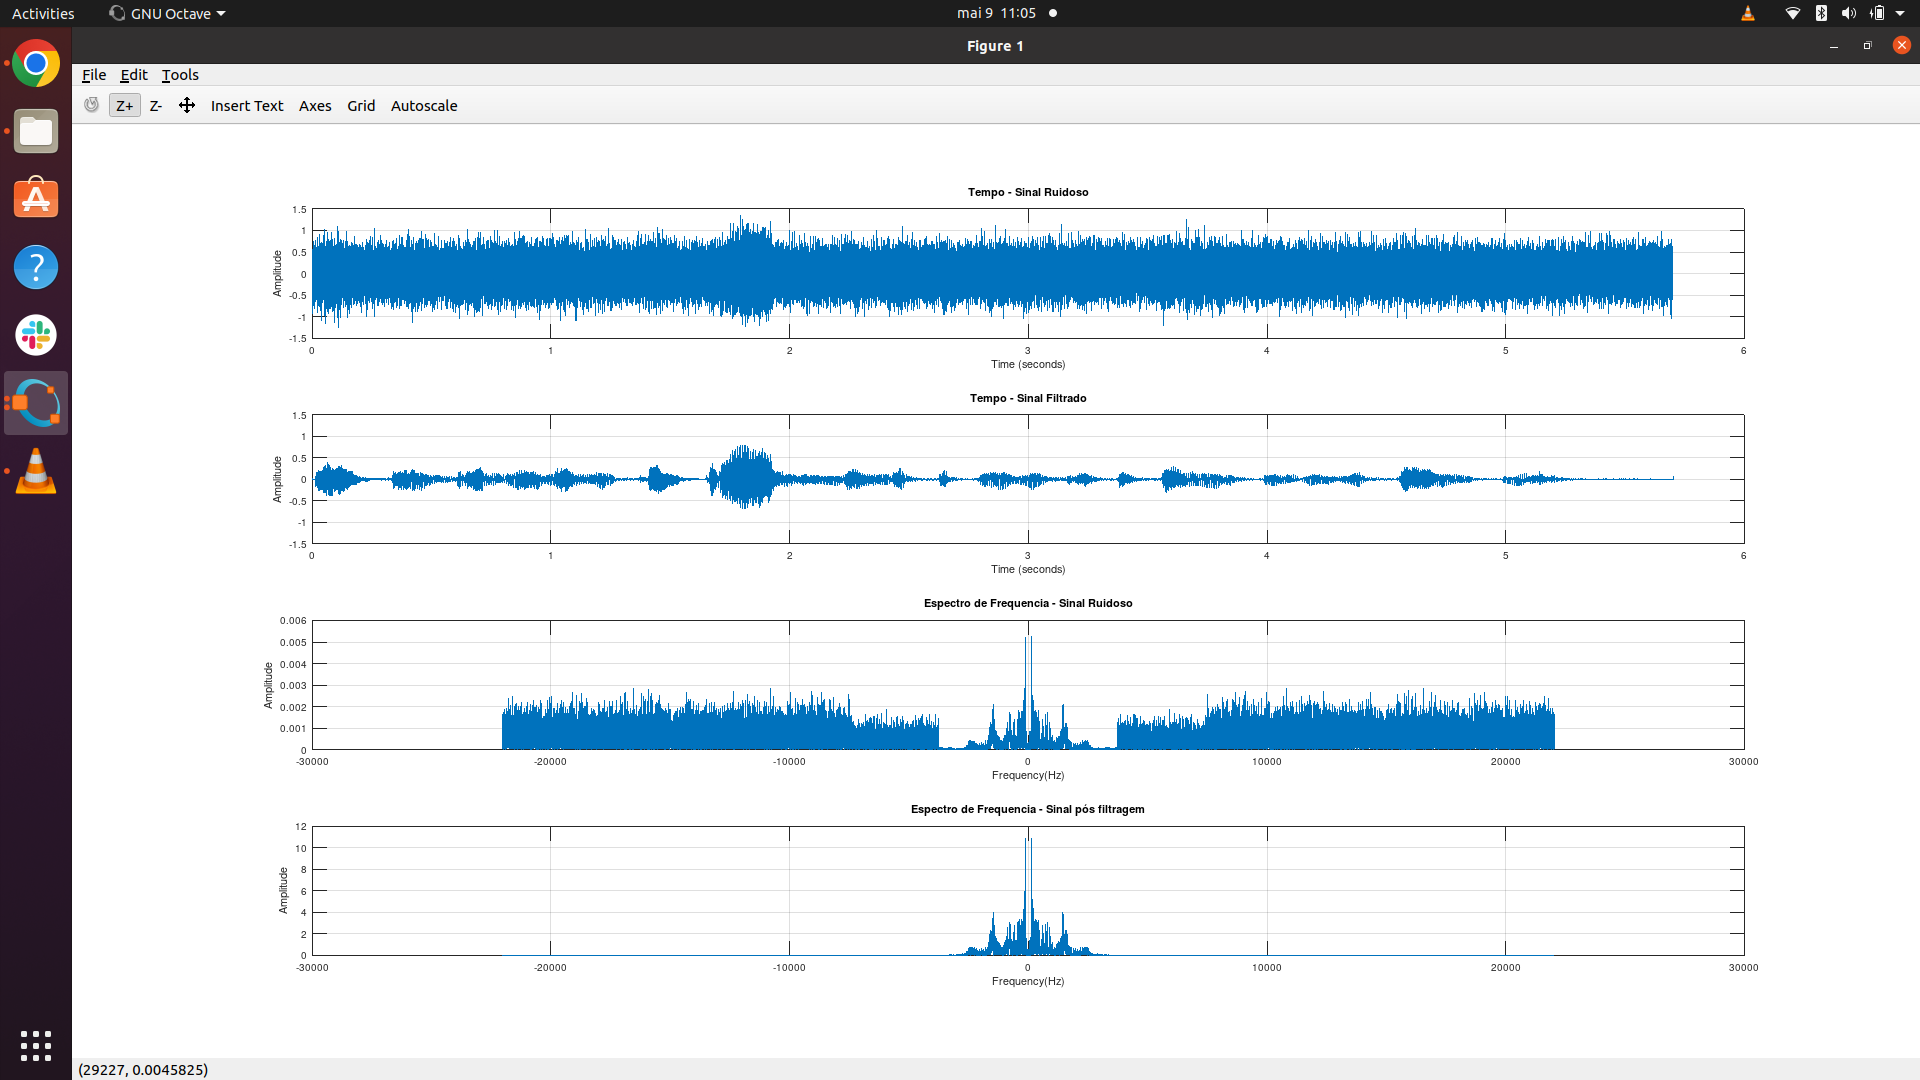 Activities GNU Octave mai 9 11:05
Figure 1
File Edit Tools
Z+ Z- Insert Text Axes Grid Autoscale
Tempo - Sinal Ruidoso
1.5
1
0.5
0
-0.5
-1
-1.5
Amplitude
0 1 2 3 4 5 6
Time (seconds)
Tempo - Sinal Filtrado
1.5
1
0.5
0
-0.5
-1
-1.5
Amplitude
0 1 2 3 4 5 6
Time (seconds)
Espectro de Frequencia - Sinal Ruidoso
0.006
0.005
0.004
0.003
0.002
0.001
0
Amplitude
-30000 -20000 -10000 0 10000 20000 30000
Frequency(Hz)
Espectro de Frequencia - Sinal pós filtragem
12
10
8
6
4
2
0
Amplitude
-30000 -20000 -10000 0 10000 20000 30000
Frequency(Hz)
(29227, 0.0045825)